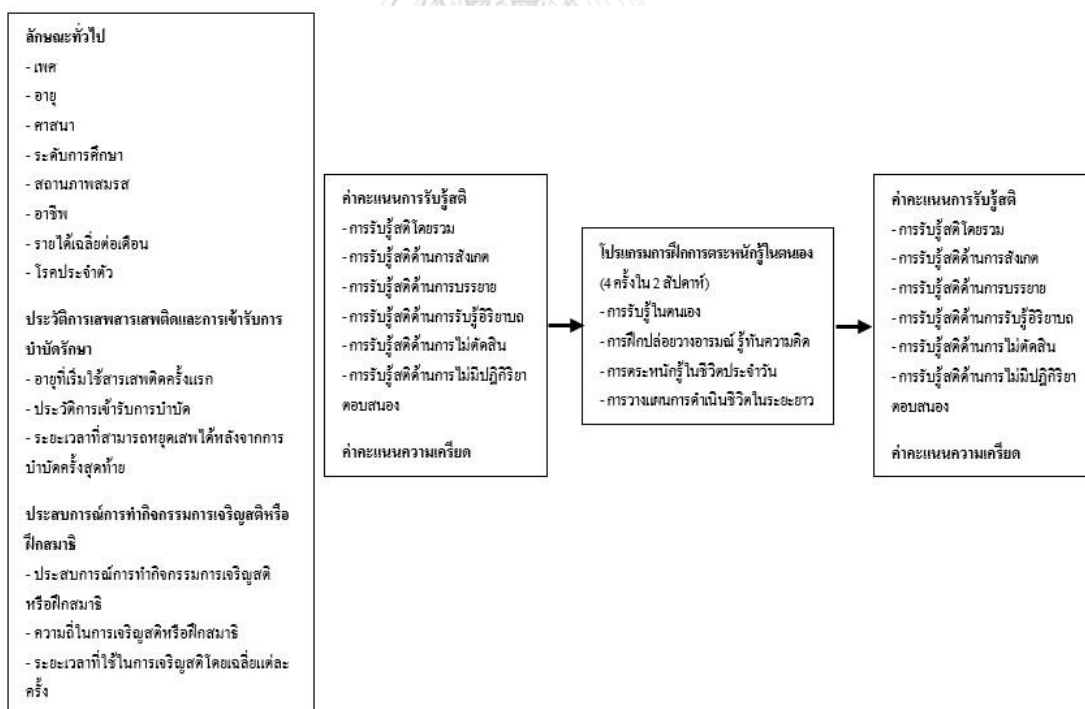 ลักษณะทั่วไป
- เพศ
- อายุ
- ศาสนา
- ระดับการศึกษา
- สถานภาพสมรส
- อาชีพ
- รายได้เฉลี่ยต่อเดือน
- โรคประจำตัว
ประวัติการเสพสารเสพติดและการเข้ารับการ
บำบัดรักษา
- อายุที่เริ่มใช้สารเสพติดครั้งแรก
- ประวัติการเข้ารับการบำบัด
- ระยะเวลาที่สามารถหยุดเสพได้หลังจากการ
บำบัดครั้งสุดท้าย
ประสบการณ์การทำกิจกรรมการเจริญสติหรือ
ฝึกสมาธิ
- ประสบการณ์การทำกิจกรรมการเจริญสติ
หรือฝึกสมาธิ
- ความถี่ในการเจริญสติหรือฝึกสมาธิ
- ระยะเวลาที่ใช้ในการเจริญสติโดยเฉลี่ยแต่ละ
ครั้ง
ค่าคะแนนการรับรู้สติ
- การรับรู้สติโดยรวม
- การรับรู้สติด้านการสังเกต
- การรับรู้สติด้านการบรรยาย
- การรับรู้สติด้านการรับรู้อิริยาบถ
- การรับรู้สติด้านการไม่ตัดสิน
- การรับรู้สติด้านการไม่มีปฏิกิริยา
ตอบสนอง
ค่าคะแนนความเครียด
โปรแกรมการฝึกการตระหนักรู้ในตนเอง
(4 ครั้งใน 2 สัปดาห์)
- การรับรู้ในตนเอง
- การฝึกปล่อยวางอารมณ์ รู้ทันความคิด
- การตระหนักรู้ในชีวิตประจำวัน
- การวางแผนการดำเนินชีวิตในระยะยาว
ค่าคะแนนการรับรู้สติ
- การรับรู้สติโดยรวม
- การรับรู้สติด้านการสังเกต
- การรับรู้สติด้านการบรรยาย
- การรับรู้สติด้านการรับรู้อิริยาบถ
- การรับรู้สติด้านการไม่ตัดสิน
- การรับรู้สติด้านการไม่มีปฏิกิริยา
ตอบสนอง
ค่าคะแนนความเครียด